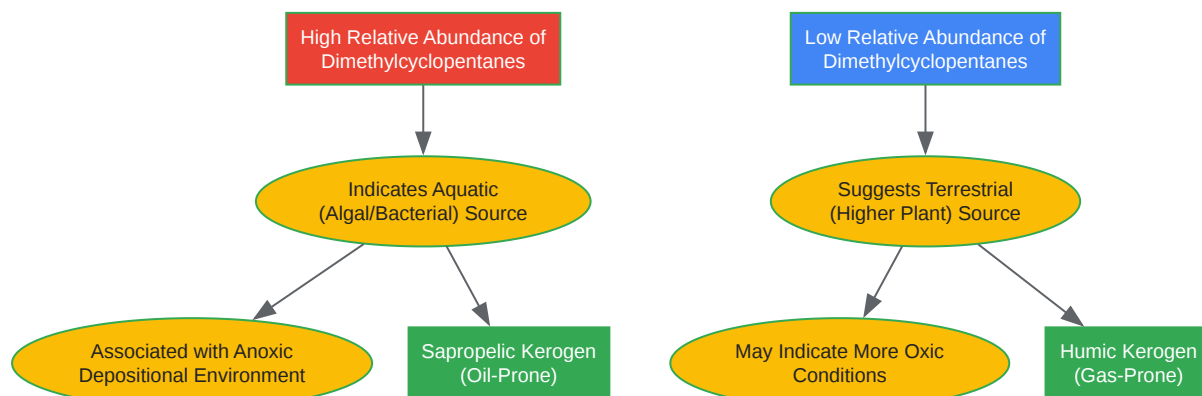 High Relative Abundance of
Dimethylcyclopentanes
Low Relative Abundance of
Dimethylcyclopentanes
Indicates Aquatic
(Algal/Bacterial) Source
Suggests Terrestrial
(Higher Plant) Source
Associated with Anoxic
Depositional Environment
Sapropelic Kerogen
(Oil-Prone)
May Indicate More Oxic
Conditions
Humic Kerogen
(Gas-Prone)